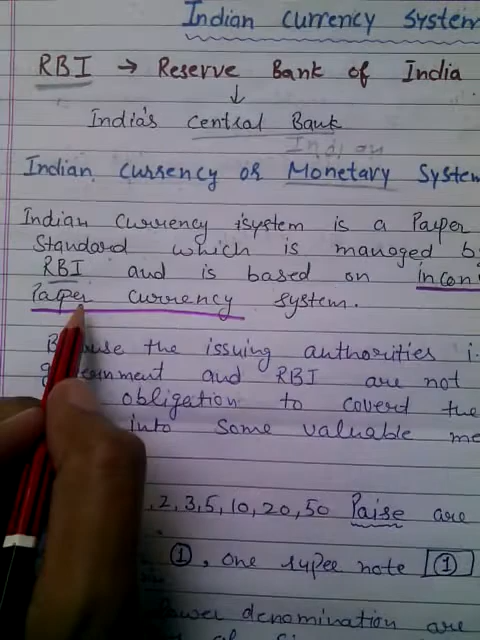 Indian currency System
RBI → Reserve Bank of India
↓
India's Central Bank
Indian
Indian currency or Monetary System
Indian Currency system is a Paper
Standard which is managed by
RBI and is based on
Paper currency system.
the issuing authorities i.
and RBI are not
obligation to coverd the
into some valuable
, 2, 3, 5, 10, 20, 50 Paise are
①, one rupee note ①
denomination are